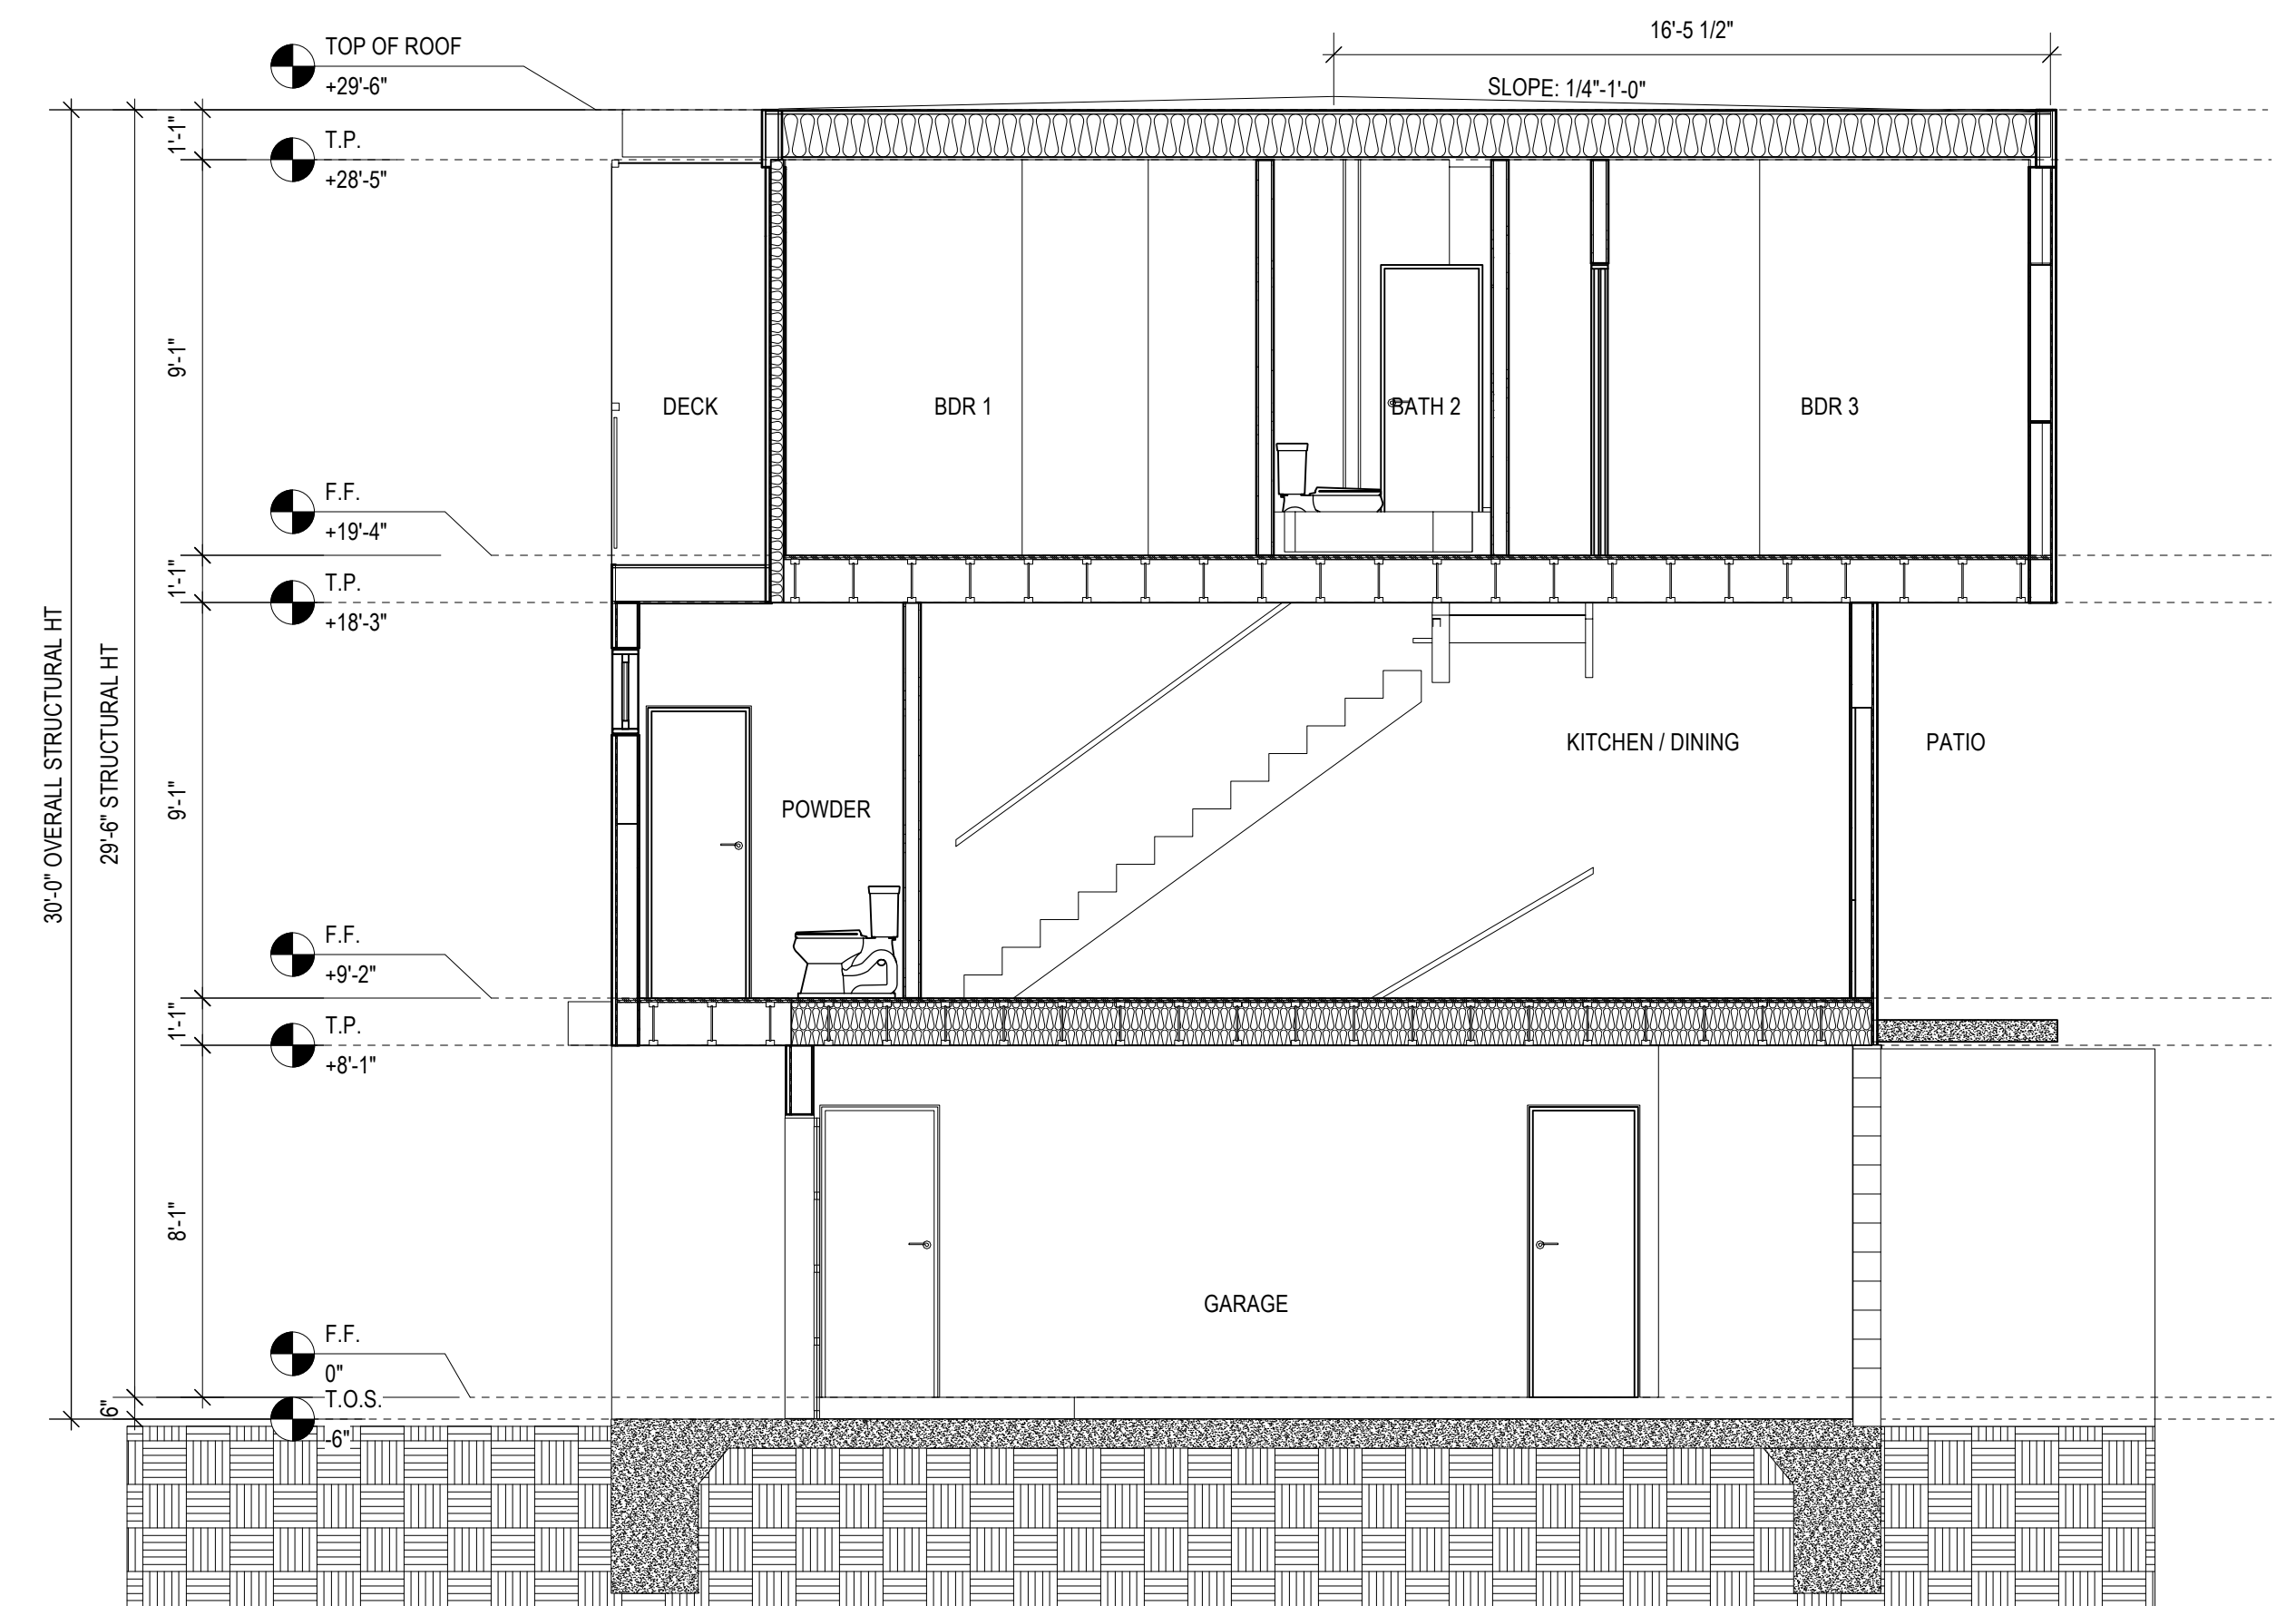 16'-5 1/2"
SLOPE: 1/4"-1'-0"
TOP OF ROOF
+29'-6"
1'-1"
T.P.
+28'-5"
9'-1"
DECK
BDR 1
BATH 2
BDR 3
F.F.
+19'-4"
1'-1"
T.P.
+18'-3"
30'-0" OVERALL STRUCTURAL HT
29'-6" STRUCTURAL HT
9'-1"
KITCHEN / DINING
PATIO
POWDER
F.F.
+9'-2"
1'-1"
T.P.
+8'-1"
8'-1"
GARAGE
F.F.
0"
T.O.S.
-6"
6"